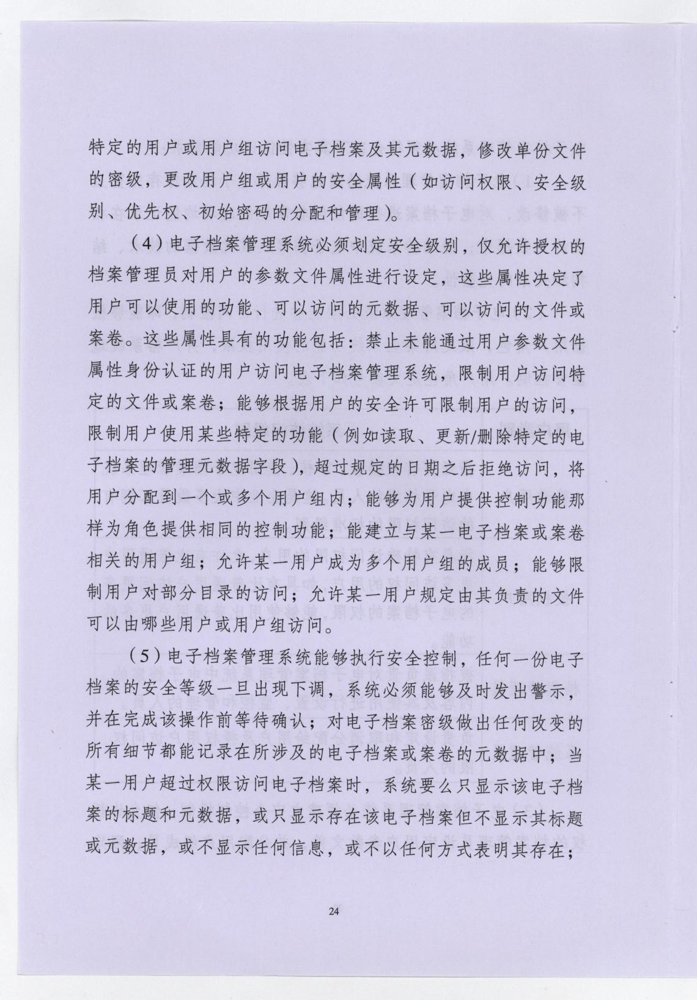 特定的用户或用户组访问电子档案及其元数据，修改单份文件
的密级，更改用户组或用户的安全属性（如访问权限、安全级
别、优先权、初始密码的分配和管理）。
（4）电子档案管理系统必须划定安全级别，仅允许授权的
档案管理员对用户的参数文件属性进行设定，这些属性决定了
用户可以使用的功能、可以访问的元数据、可以访问的文件或
案卷。这些属性具有的功能包括：禁止未能通过用户参数文件
属性身份认证的用户访问电子档案管理系统，限制用户访问特
定的文件或案卷；能够根据用户的安全许可限制用户的访问，
限制用户使用某些特定的功能（例如读取、更新/删除特定的电
子档案的管理元数据字段），超过规定的日期之后拒绝访问，将
用户分配到一个或多个用户组内；能够为用户提供控制功能那
样为角色提供相同的控制功能；能建立与某一电子档案或案卷
相关的用户组；允许某一用户成为多个用户组的成员；能够限
制用户对部分目录的访问；允许某一用户规定由其负责的文件
可以由哪些用户或用户组访问。
（5）电子档案管理系统能够执行安全控制，任何一份电子
档案的安全等级一旦出现下调，系统必须能够及时发出警示，
并在完成该操作前等待确认；对电子档案密级做出任何改变的
所有细节都能记录在所涉及的电子档案或案卷的元数据中；当
某一用户超过权限访问电子档案时，系统要么只显示该电子档
案的标题和元数据，或只显示存在该电子档案但不显示其标题
或元数据，或不显示任何信息，或不以任何方式表明其存在；
24